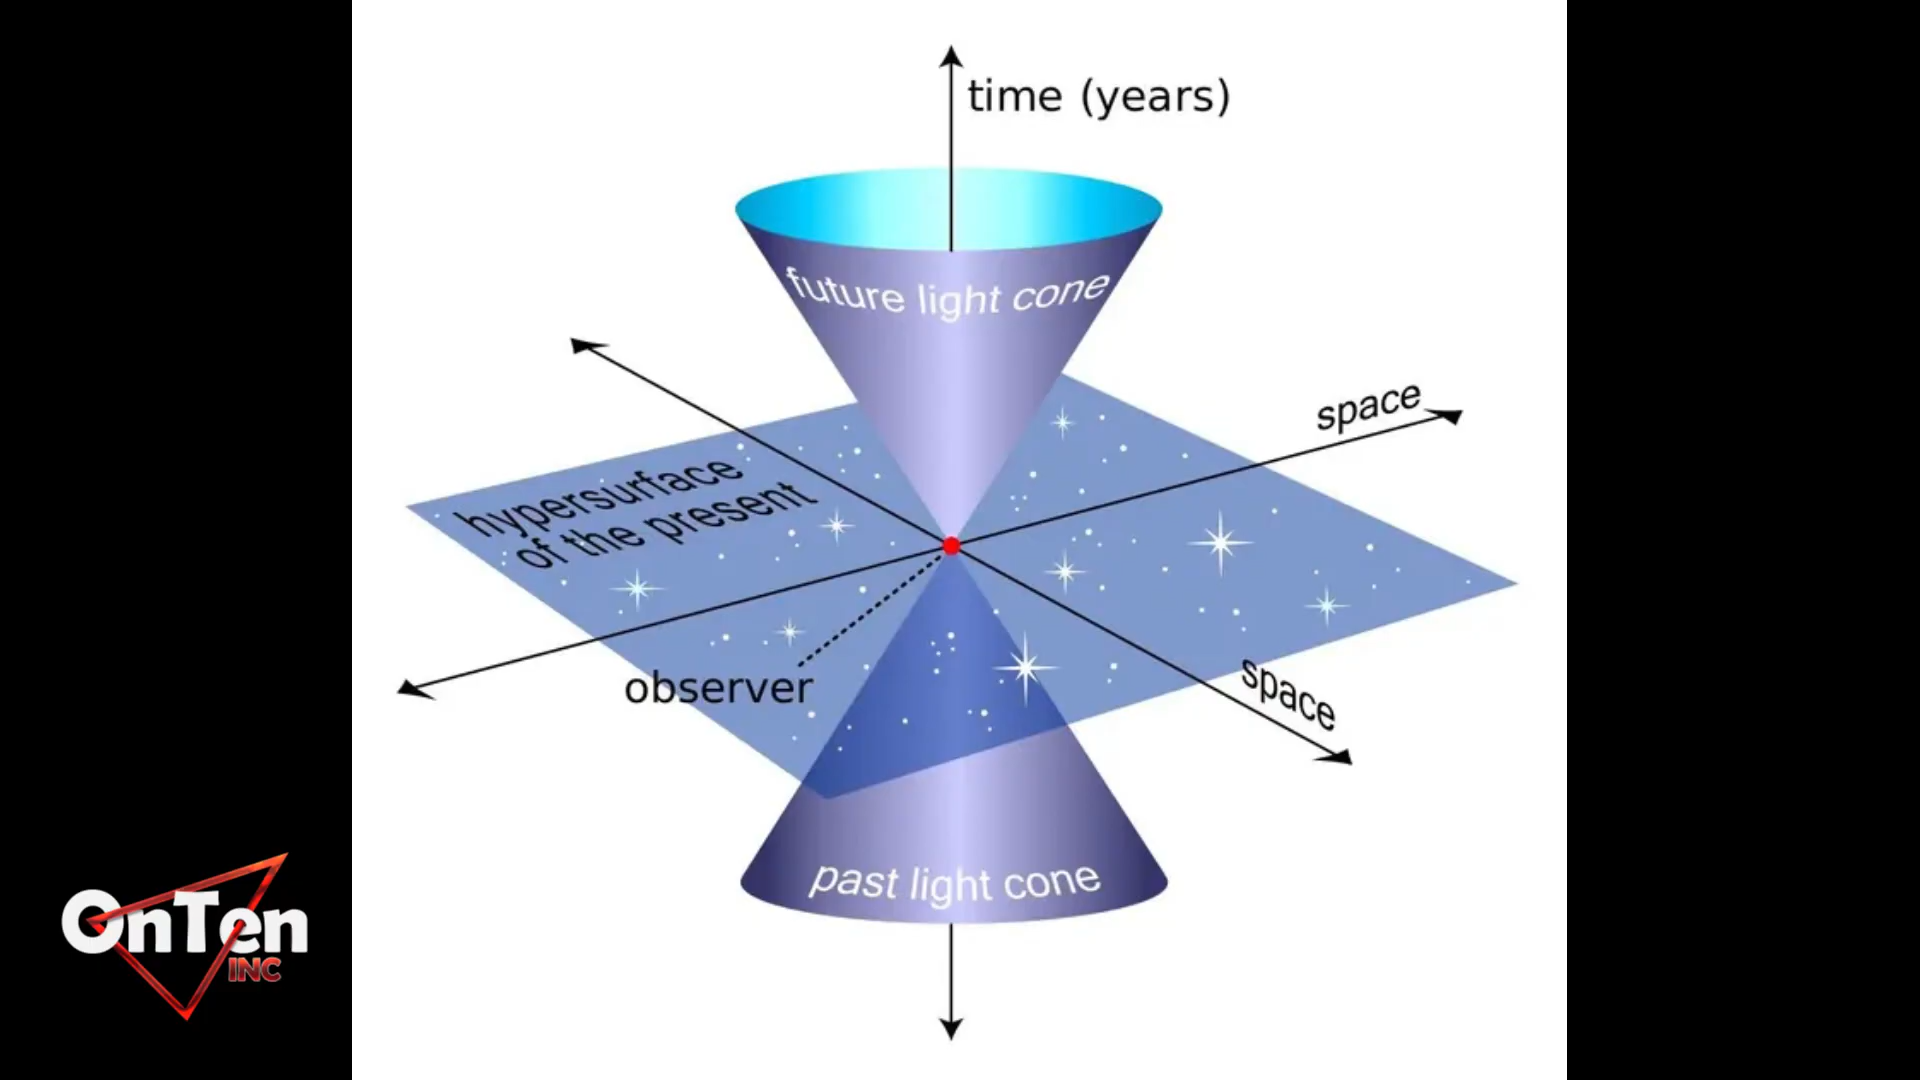 time (years)
future light cone
space
hypersurface
of the present
observer
space
past light cone
OnTen
INC